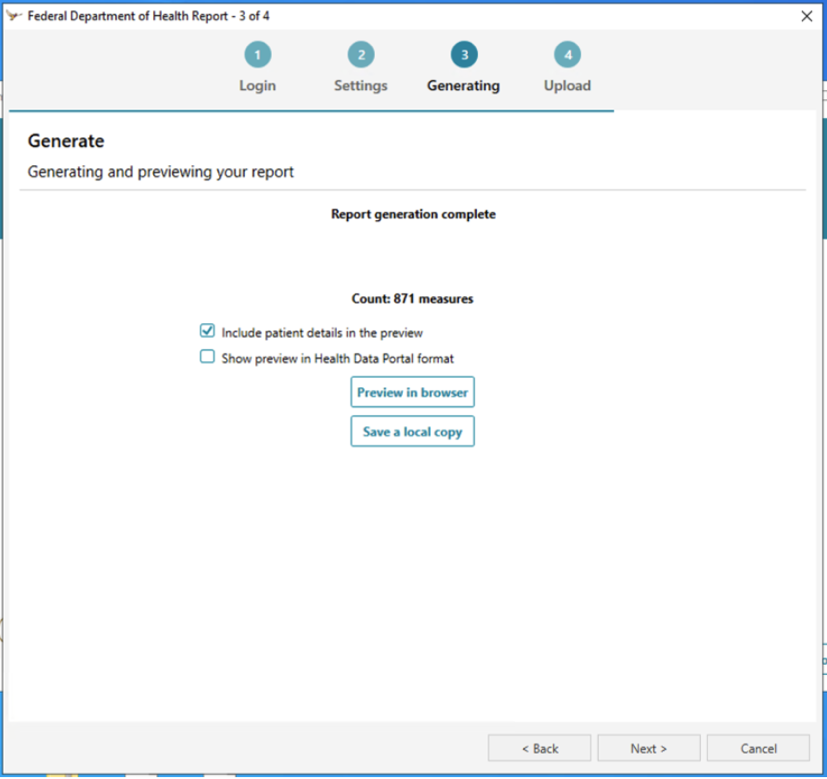 Federal Department of Health Report - 3 of 4
1 2 3 4
Login Settings Generating Upload
Generate
Generating and previewing your report
Report generation complete
Count: 871 measures
Include patient details in the preview
Show preview in Health Data Portal format
Preview in browser
Save a local copy
< Back Next > Cancel